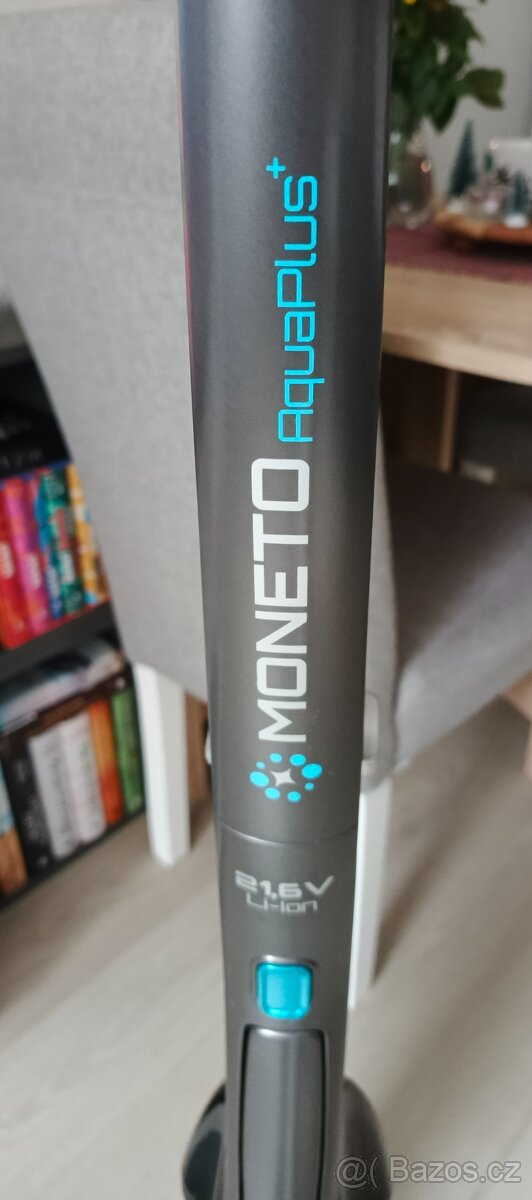 MONETO AquaPlus+
21.6V
Li-Ion
@( Bazos.cz